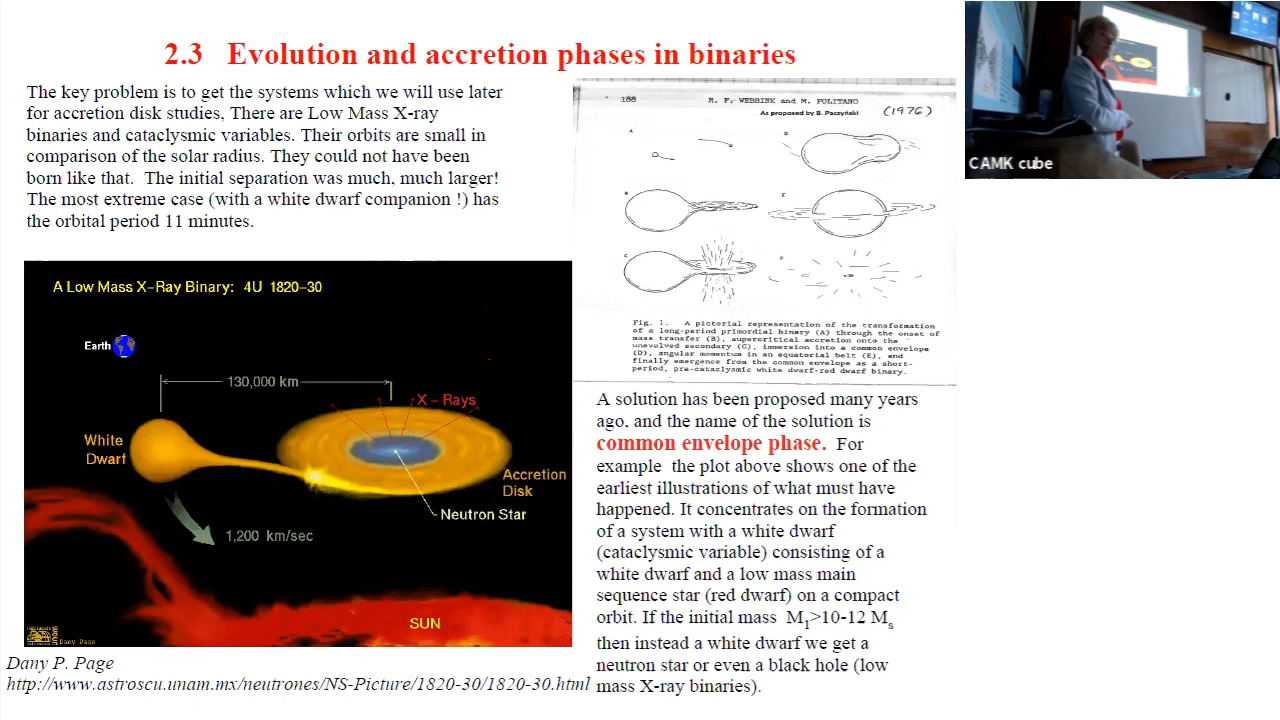 2.3 Evolution and accretion phases in binaries
The key problem is to get the systems which we will use later
for accretion disk studies, There are Low Mass X-ray
binaries and cataclysmic variables. Their orbits are small in
comparison of the solar radius. They could not have been
born like that. The initial separation was much, much larger!
The most extreme case (with a white dwarf companion !) has
the orbital period 11 minutes.
A Low Mass X-Ray Binary: 4U 1820-30
Earth
130,000 km
X - Rays
White
Dwarf
Accretion
Disk
Neutron Star
1,200 km/sec
SUN
Dany Page
Dany P. Page
http://www.astroscu.unam.mx/neutrones/NS-Picture/1820-30/1820-30.html
188
R. F. WEBBINK and M. POLITANO
As proposed by B. Paczyński
(1976)
A
D
B
E
C
F
Fig. 1. A pictorial representation of the transformation
of a long-period primordial binary (A) through the onset of
mass transfer (B), supercritical accretion onto the
unevolved secondary (C), immersion into a common envelope
(D), angular momentum in an equatorial belt (E), and
finally emergence from the common envelope as a short-
period, pre-cataclysmic white dwarf-red dwarf binary.
A solution has been proposed many years
ago, and the name of the solution is
common envelope phase. For
example the plot above shows one of the
earliest illustrations of what must have
happened. It concentrates on the formation
of a system with a white dwarf
(cataclysmic variable) consisting of a
white dwarf and a low mass main
sequence star (red dwarf) on a compact
orbit. If the initial mass M1>10-12 Ms
then instead a white dwarf we get a
neutron star or even a black hole (low
mass X-ray binaries).
CAMK cube